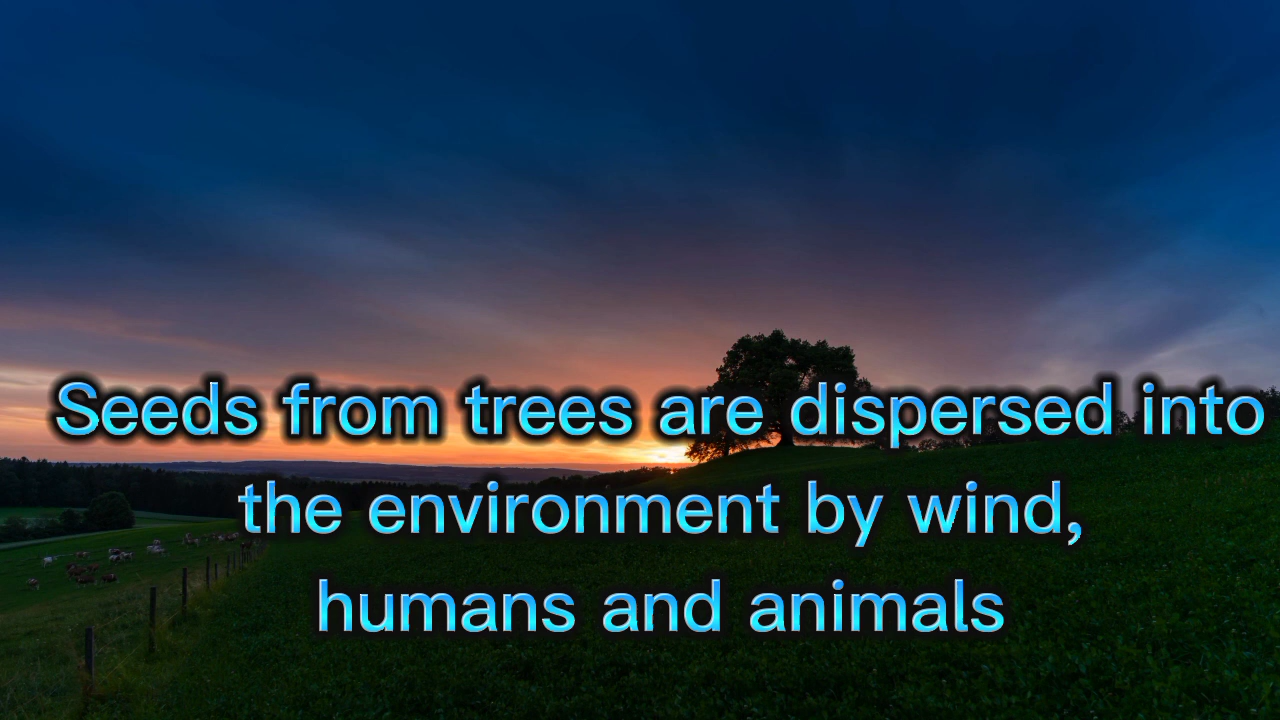 Seeds from trees are dispersed into
the environment by wind,
humans and animals